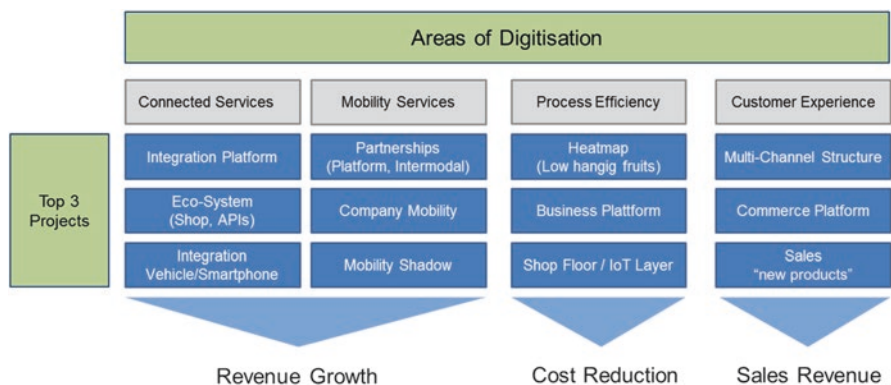 Areas of Digitisation
Connected Services
Mobility Services
Process Efficiency
Customer Experience
Top 3
Projects
Integration Platform
Partnerships
(Platform, Intermodal)
Heatmap
(Low hangig fruits)
Multi-Channel Structure
Eco-System
(Shop, APIs)
Company Mobility
Business Plattform
Commerce Platform
Integration
Vehicle/Smartphone
Mobility Shadow
Shop Floor / IoT Layer
Sales
“new products”
Revenue Growth
Cost Reduction
Sales Revenue